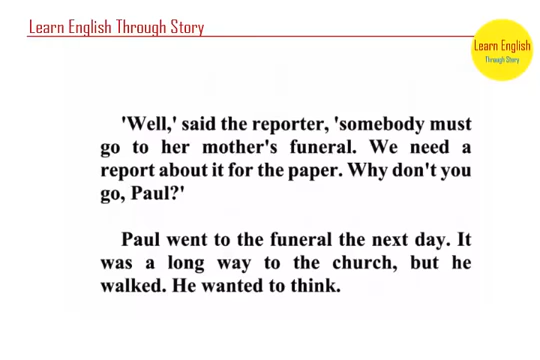 Learn English Through Story
Learn English
Through Story
'Well,' said the reporter, 'somebody must
go to her mother's funeral. We need a
report about it for the paper. Why don't you
go, Paul?'
Paul went to the funeral the next day. It
was a long way to the church, but he
walked. He wanted to think.